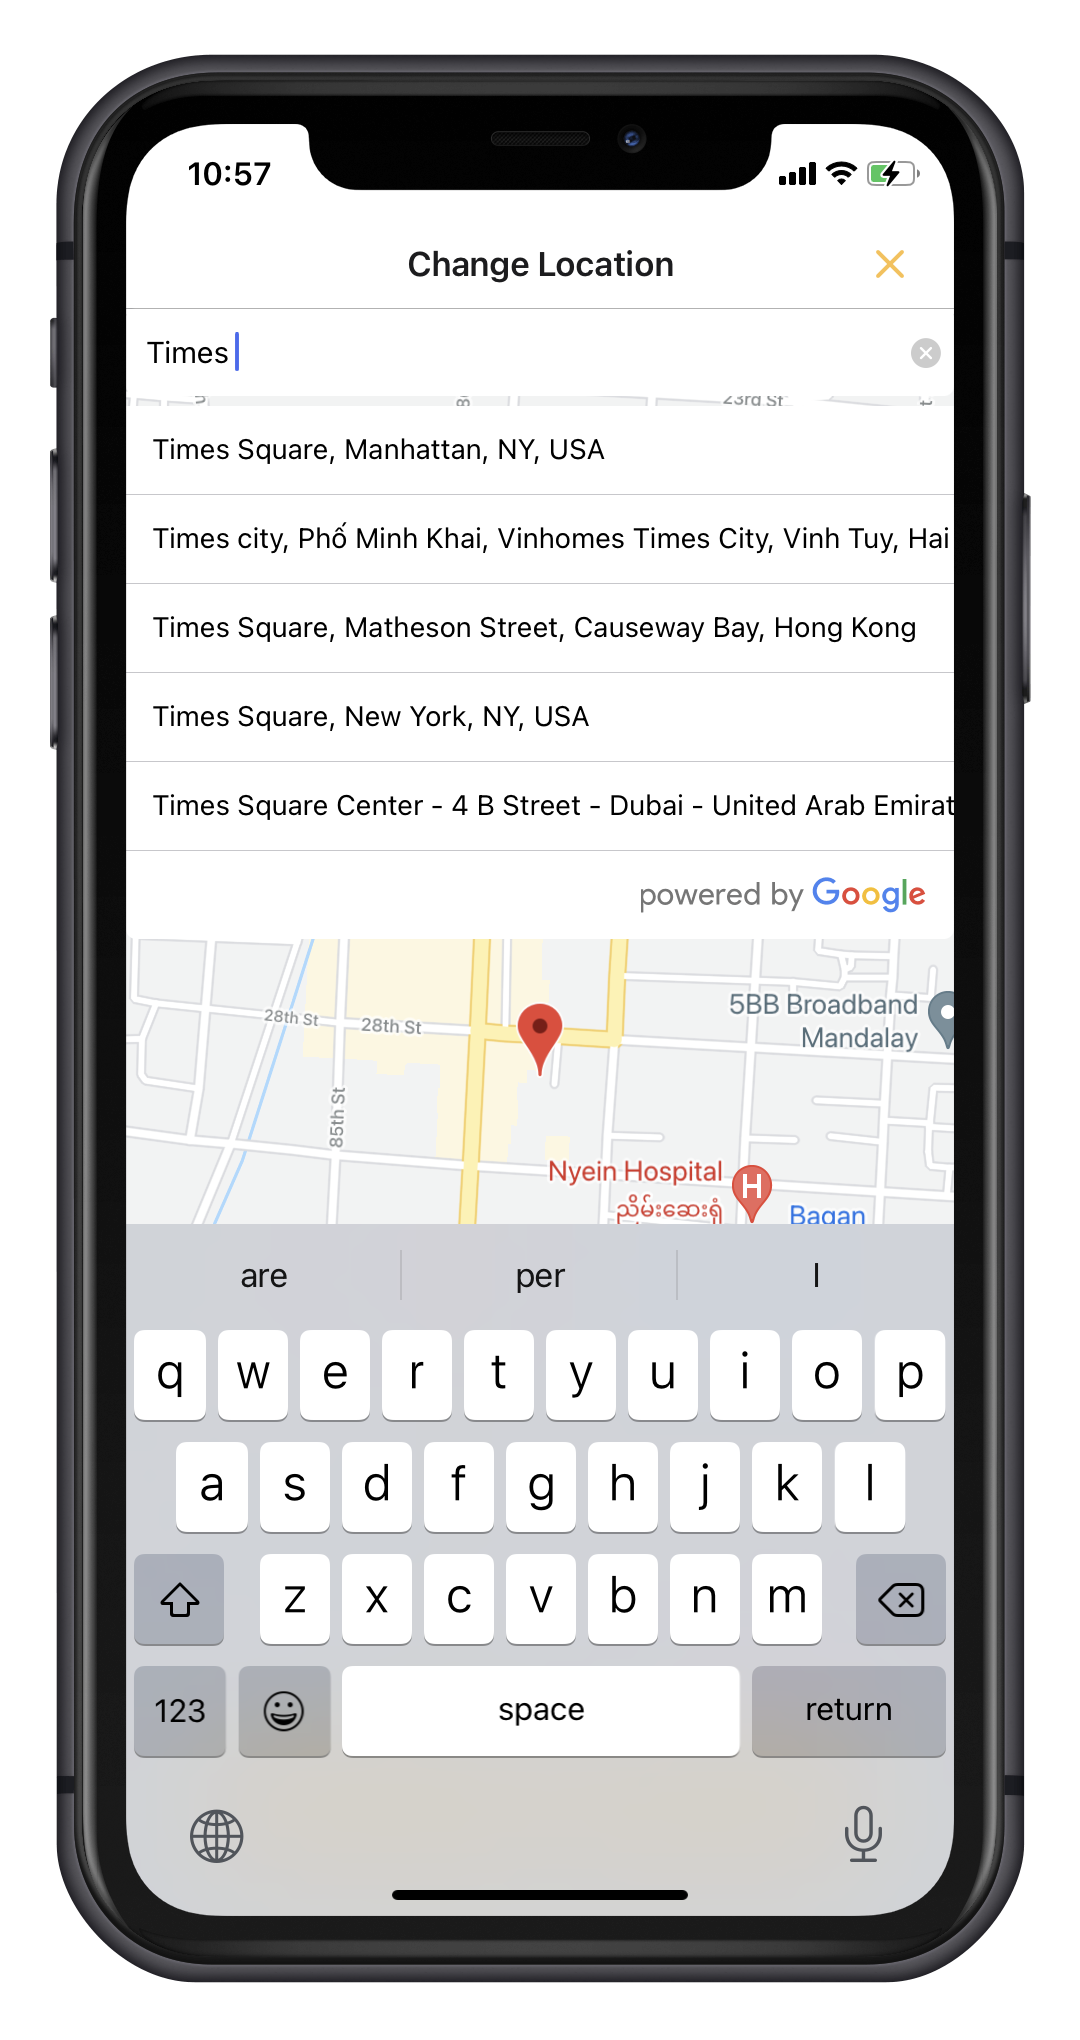 10:57
Change Location
Times
23rd St
Times Square, Manhattan, NY, USA
Times city, Phố Minh Khai, Vinhomes Times City, Vinh Tuy, Hai
Times Square, Matheson Street, Causeway Bay, Hong Kong
Times Square, New York, NY, USA
Times Square Center - 4 B Street - Dubai - United Arab Emirat
powered by Google
5BB Broadband
Mandalay
28th St
28th St
85th St
Nyein Hospital
H
ညိမ်းဆေးရုံ
Bagan
are per I
q w e r t y u i o p
a s d f g h j k l
z x c v b n m
123 space return